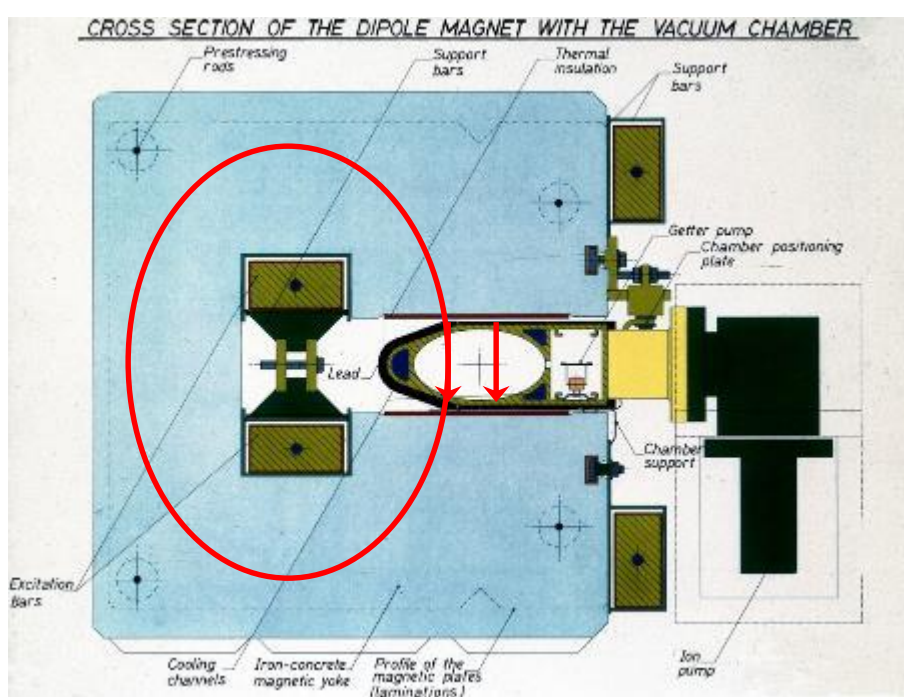 CROSS SECTION OF THE DIPOLE MAGNET WITH THE VACUUM CHAMBER
Prestressing
rods
Support
bars
Thermal
insulation
Support
bars
Getter pump
Chamber positioning
plate
Lead
Chamber
support
Excitation
Bars
Cooling
channels
Iron-concrete
magnetic yoke
Profile of the
magnetic plates
(laminations)
Ion
pump